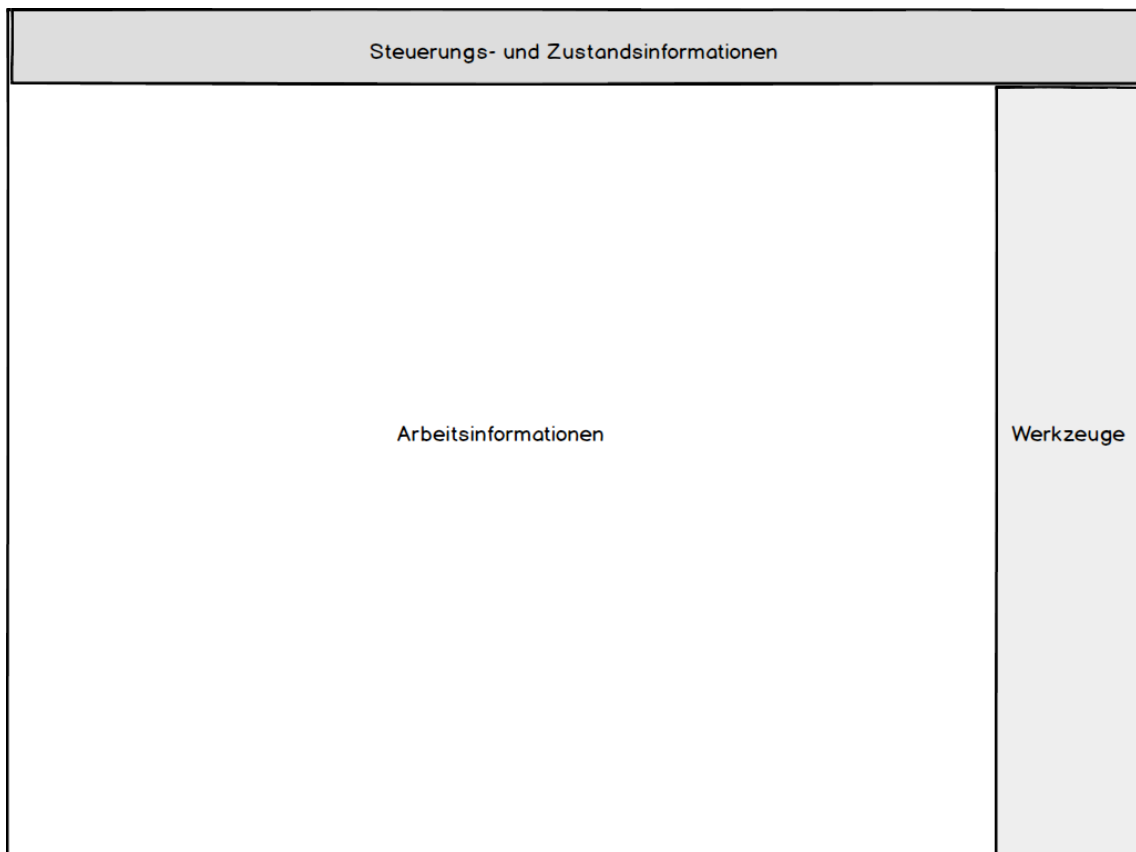 Steuerungs- und Zustandsinformationen
Arbeitsinformationen
Werkzeuge